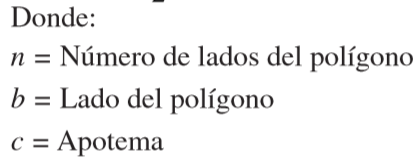 Donde:
n = Número de lados del polígono
b = Lado del polígono
c = Apotema